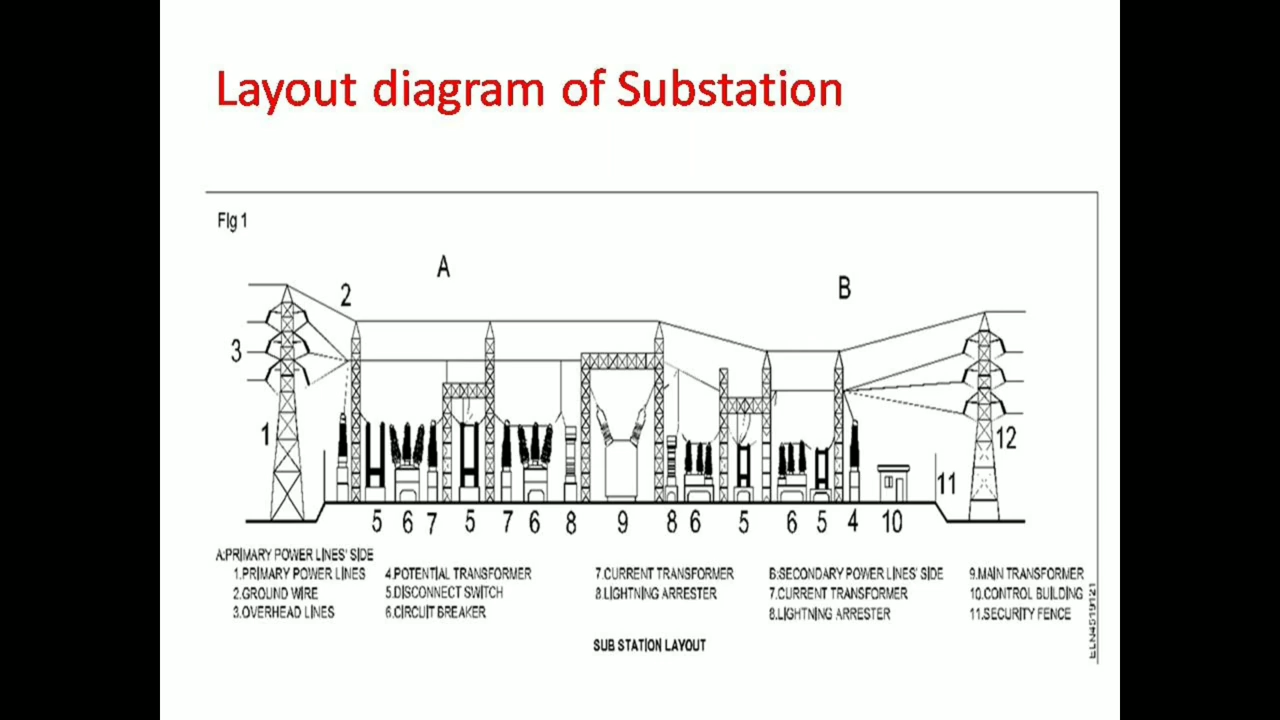 Layout diagram of Substation
Fig 1
A
B
2
3
1
12
11
5 6 7 5 7 6 8 9 8 6 5 6 5 4 10
A:PRIMARY POWER LINES' SIDE
1.PRIMARY POWER LINES 4.POTENTIAL TRANSFORMER 7.CURRENT TRANSFORMER B:SECONDARY POWER LINES' SIDE 9.MAIN TRANSFORMER
2.GROUND WIRE 5.DISCONNECT SWITCH 8.LIGHTNING ARRESTER 7.CURRENT TRANSFORMER 10.CONTROL BUILDING
3.OVERHEAD LINES 6.CIRCUIT BREAKER 8.LIGHTNING ARRESTER 11.SECURITY FENCE
SUB STATION LAYOUT
ELN4519121